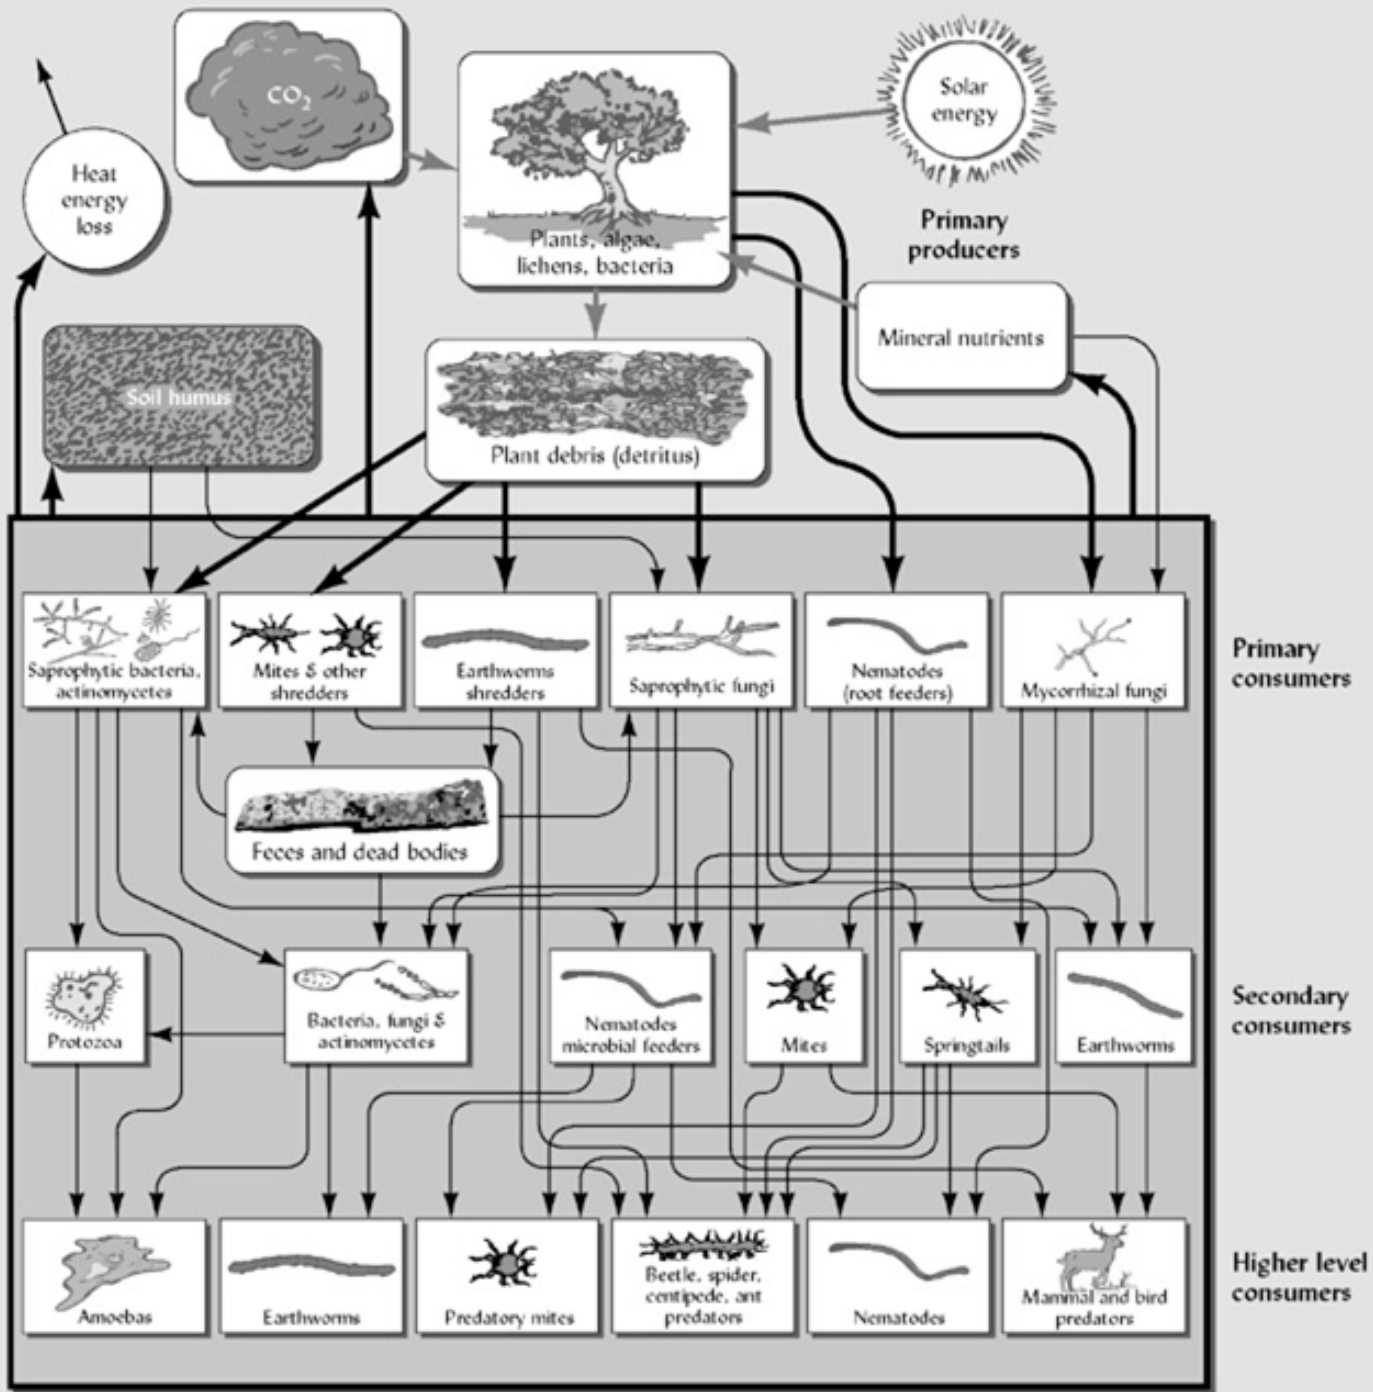 CO₂
Solar
energy
Heat
energy
loss
Primary
producers
Plants, algae,
lichens, bacteria
Mineral nutrients
Soil humus
Plant debris (detritus)
Saprophytic bacteria,
actinomycetes
Mites & other
shredders
Earthworms
shredders
Saprophytic fungi
Nematodes
(root feeders)
Mycorrhizal fungi
Primary
consumers
Feces and dead bodies
Protozoa
Bacteria, fungi &
actinomycetes
Nematodes
microbial feeders
Mites
Springtails
Earthworms
Secondary
consumers
Amoebas
Earthworms
Predatory mites
Beetle, spider,
centipede, ant
predators
Nematodes
Mammal and bird
predators
Higher level
consumers